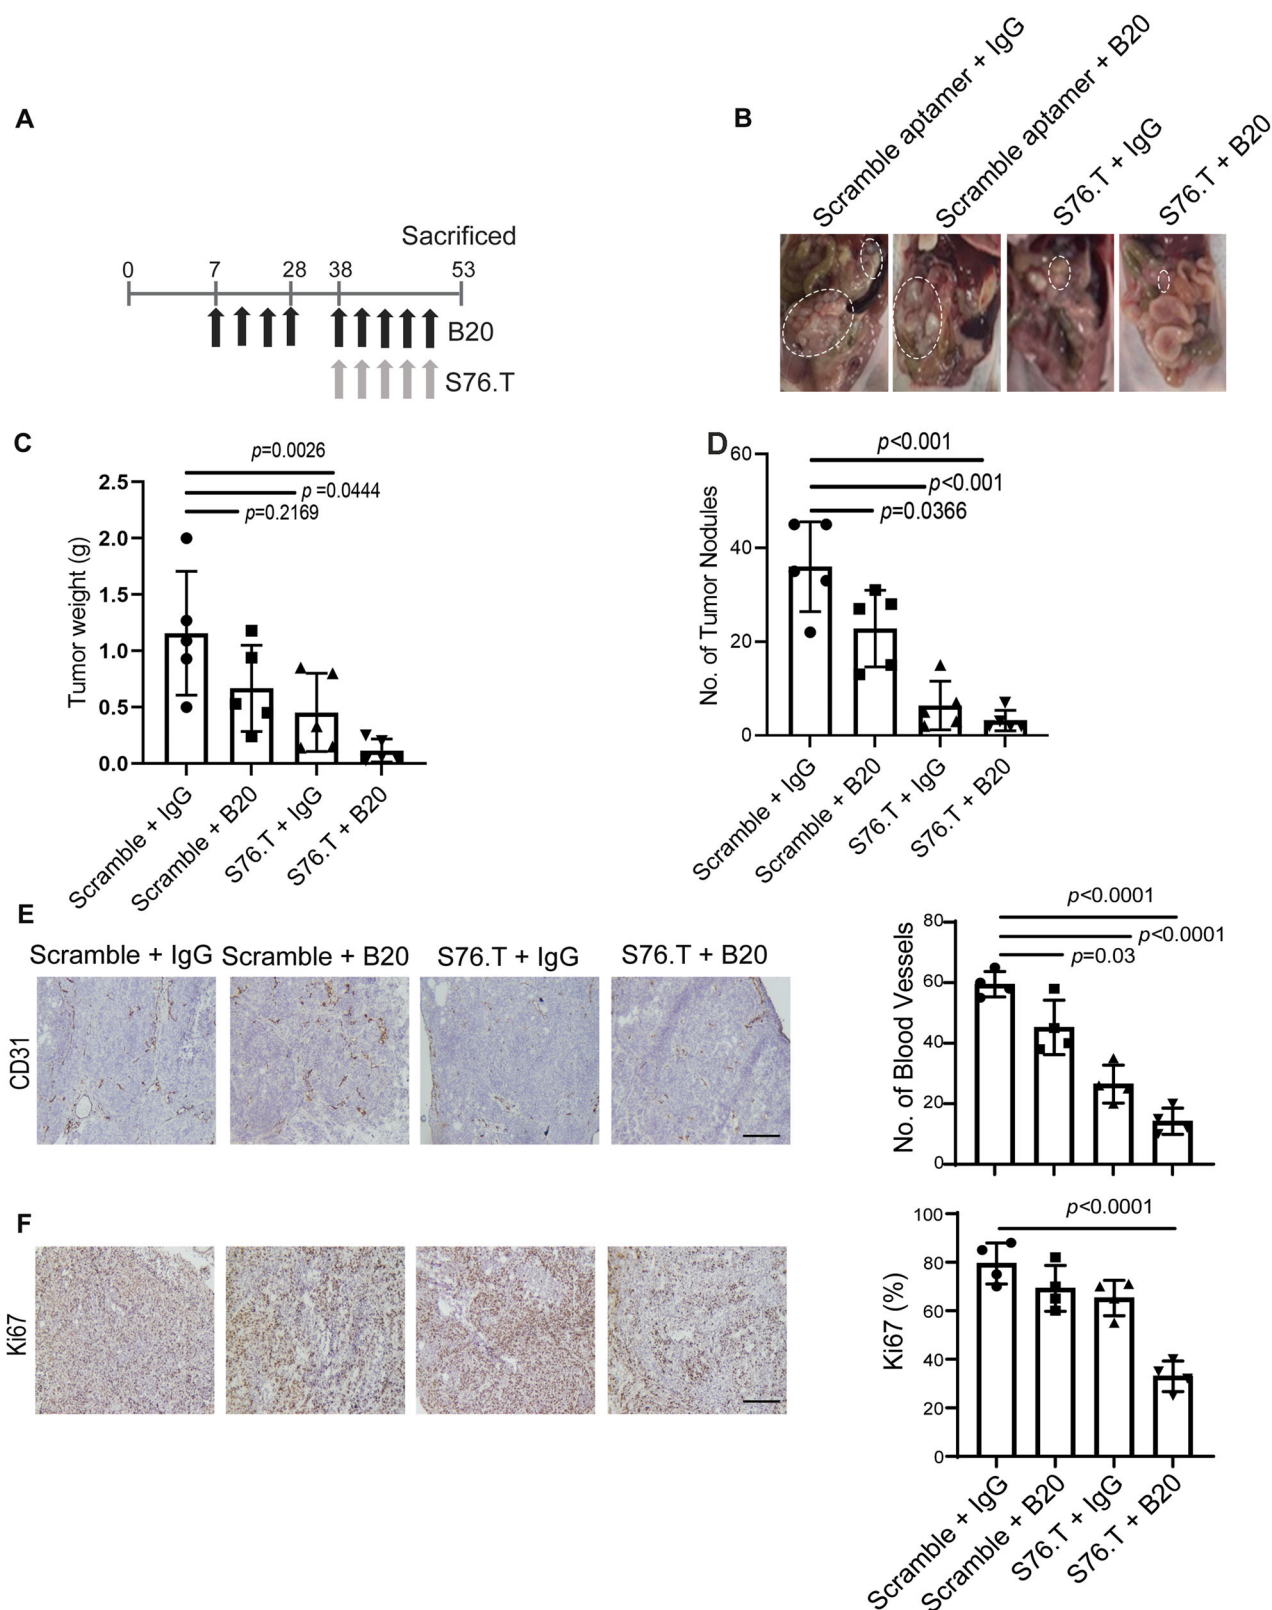 A
Sacrificed
0 7 28 38 53
B20
S76.T
B
Scramble aptamer + IgG
Scramble aptamer + B20
S76.T + IgG
S76.T + B20
C
p=0.0026
p =0.0444
p=0.2169
Tumor weight (g)
2.5
2.0
1.5
1.0
0.5
0.0
Scramble + IgG
Scramble + B20
S76.T + IgG
S76.T + B20
D
p<0.001
p<0.001
p=0.0366
No. of Tumor Nodules
60
40
20
0
Scramble + IgG
Scramble + B20
S76.T + IgG
S76.T + B20
E
Scramble + IgG Scramble + B20 S76.T + IgG S76.T + B20
CD31
p<0.0001
p<0.0001
p=0.03
No. of Blood Vessels
80
60
40
20
0
F
Ki67
p<0.0001
Ki67 (%)
100
80
60
40
20
0
Scramble + IgG
Scramble + B20
S76.T + IgG
S76.T + B20